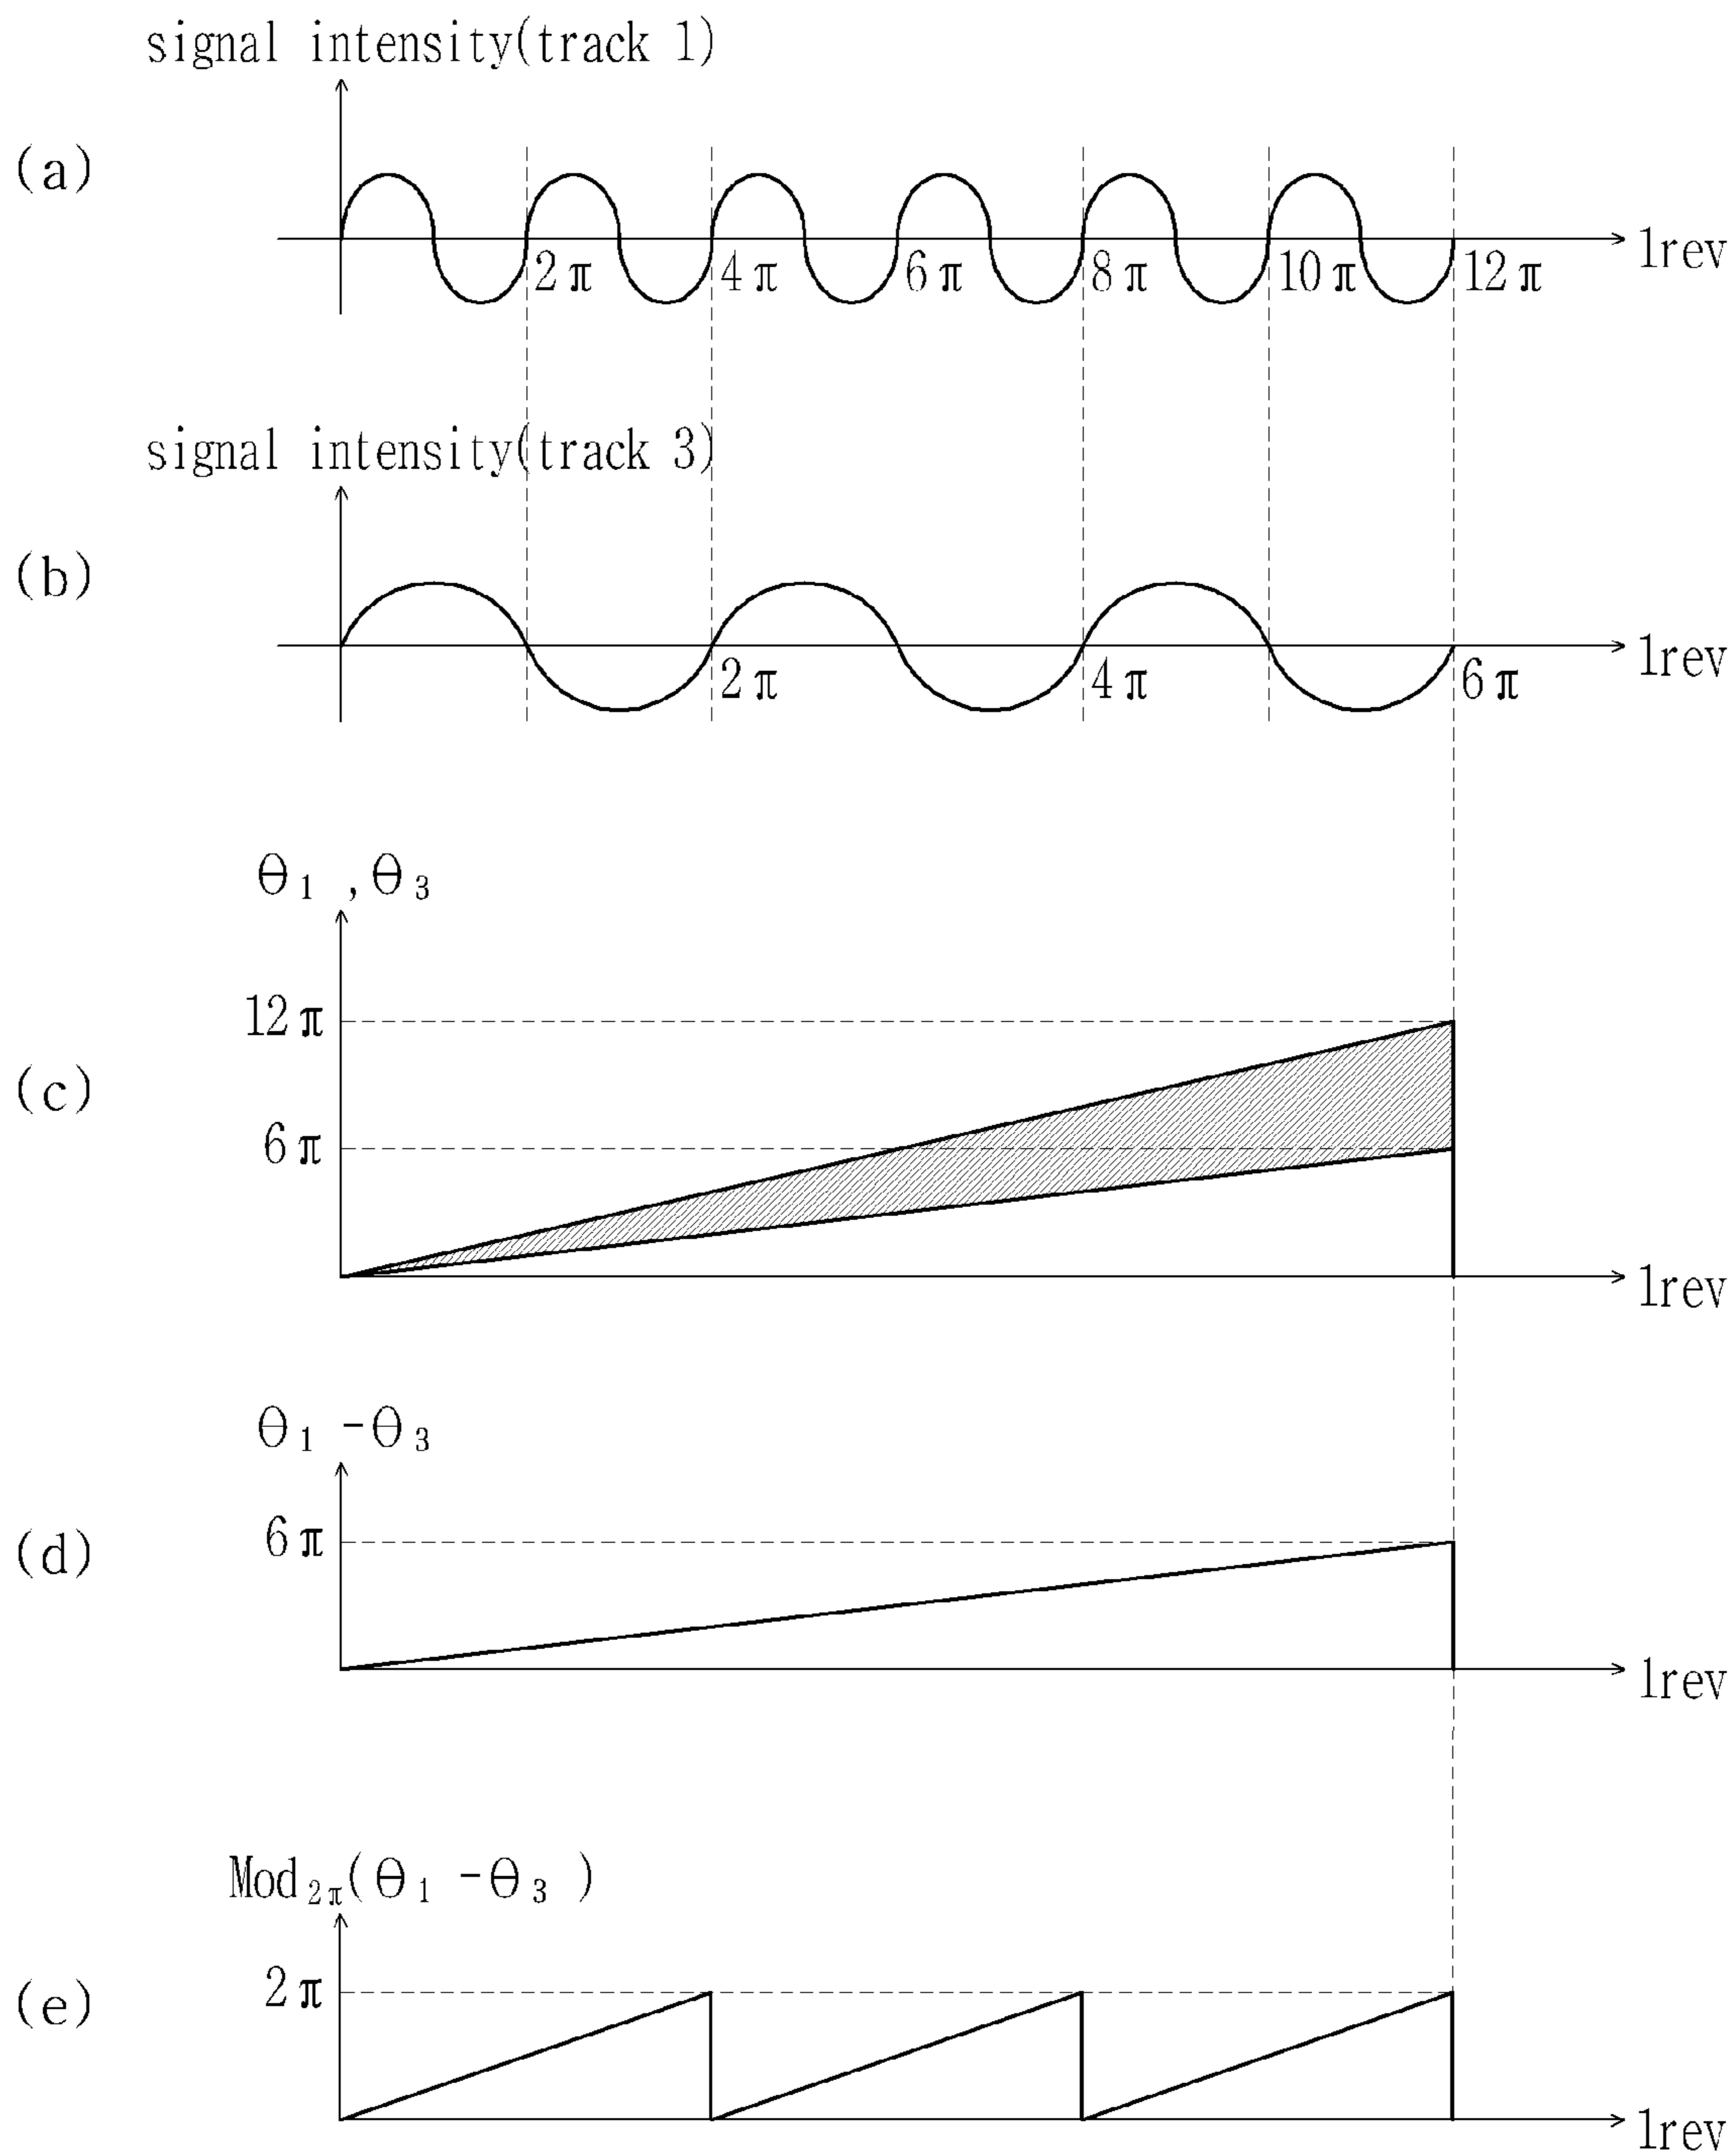 signal intensity(track 1)
(a)
2π 4π 6π 8π 10π 12π 1rev
signal intensity(track 3)
(b)
2π 4π 6π 1rev
θ1 ,θ3
12π
(c)
6π
1rev
θ1 -θ3
6π
(d)
1rev
Mod2π(θ1 -θ3 )
2π
(e)
1rev